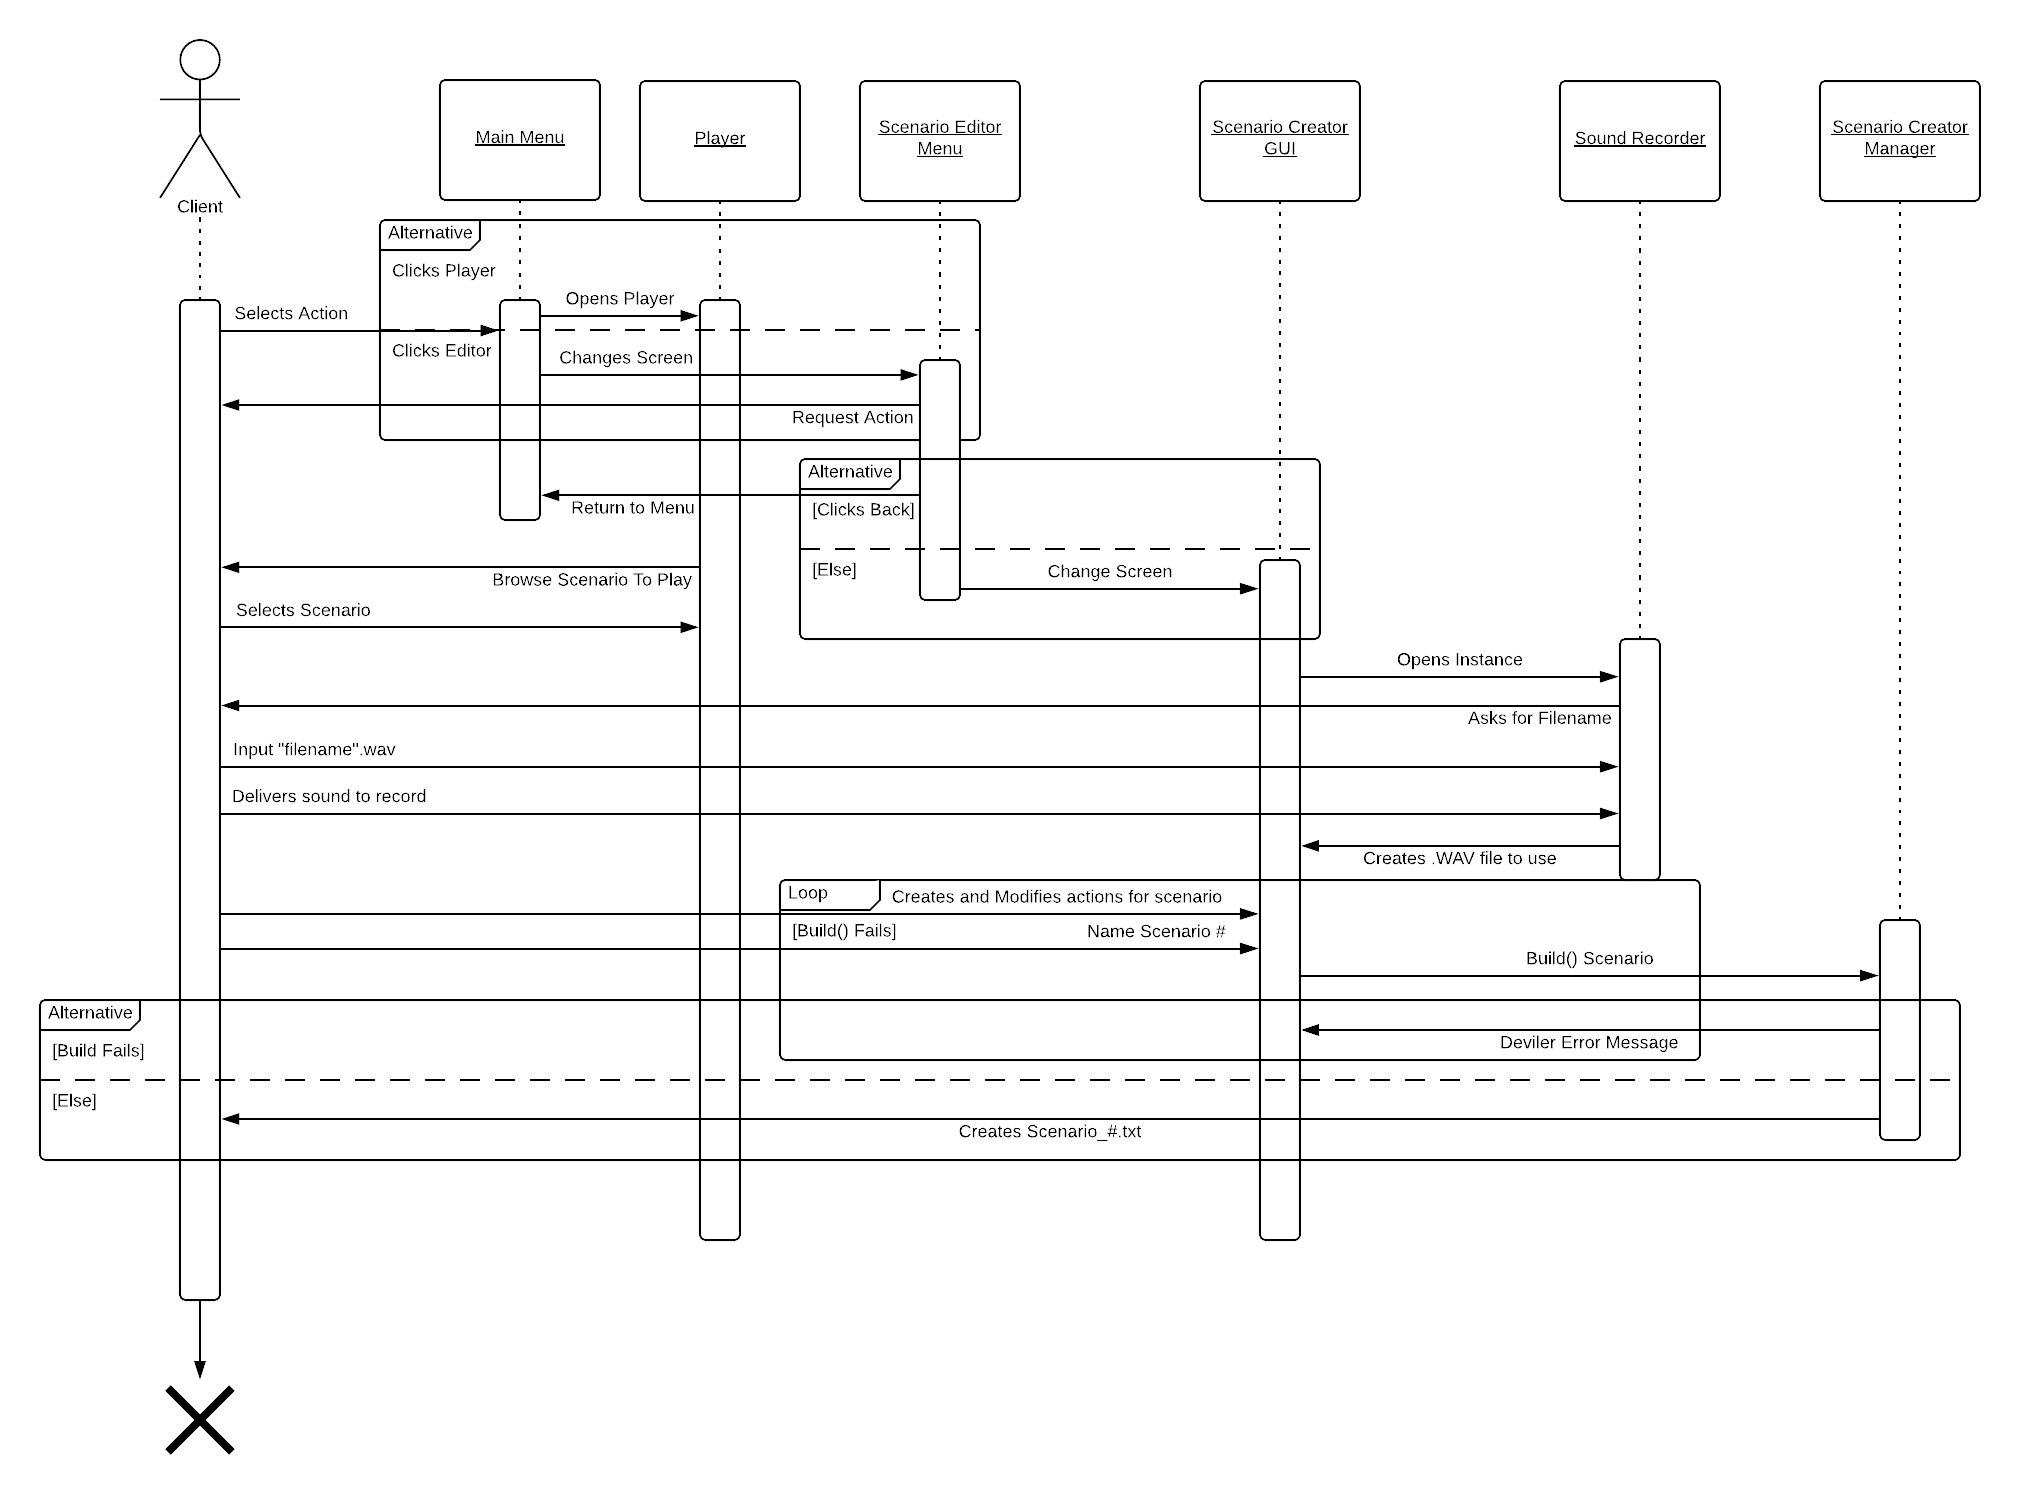 Client
Main Menu
Player
Scenario Editor
Menu
Scenario Creator
GUI
Sound Recorder
Scenario Creator
Manager
Alternative
Clicks Player
Opens Player
Selects Action
Clicks Editor
Changes Screen
Request Action
Alternative
Return to Menu
[Clicks Back]
[Else]
Change Screen
Browse Scenario To Play
Selects Scenario
Opens Instance
Asks for Filename
Input "filename".wav
Delivers sound to record
Creates .WAV file to use
Loop
Creates and Modifies actions for scenario
[Build() Fails]
Name Scenario #
Build() Scenario
Alternative
[Build Fails]
Deviler Error Message
[Else]
Creates Scenario_#.txt